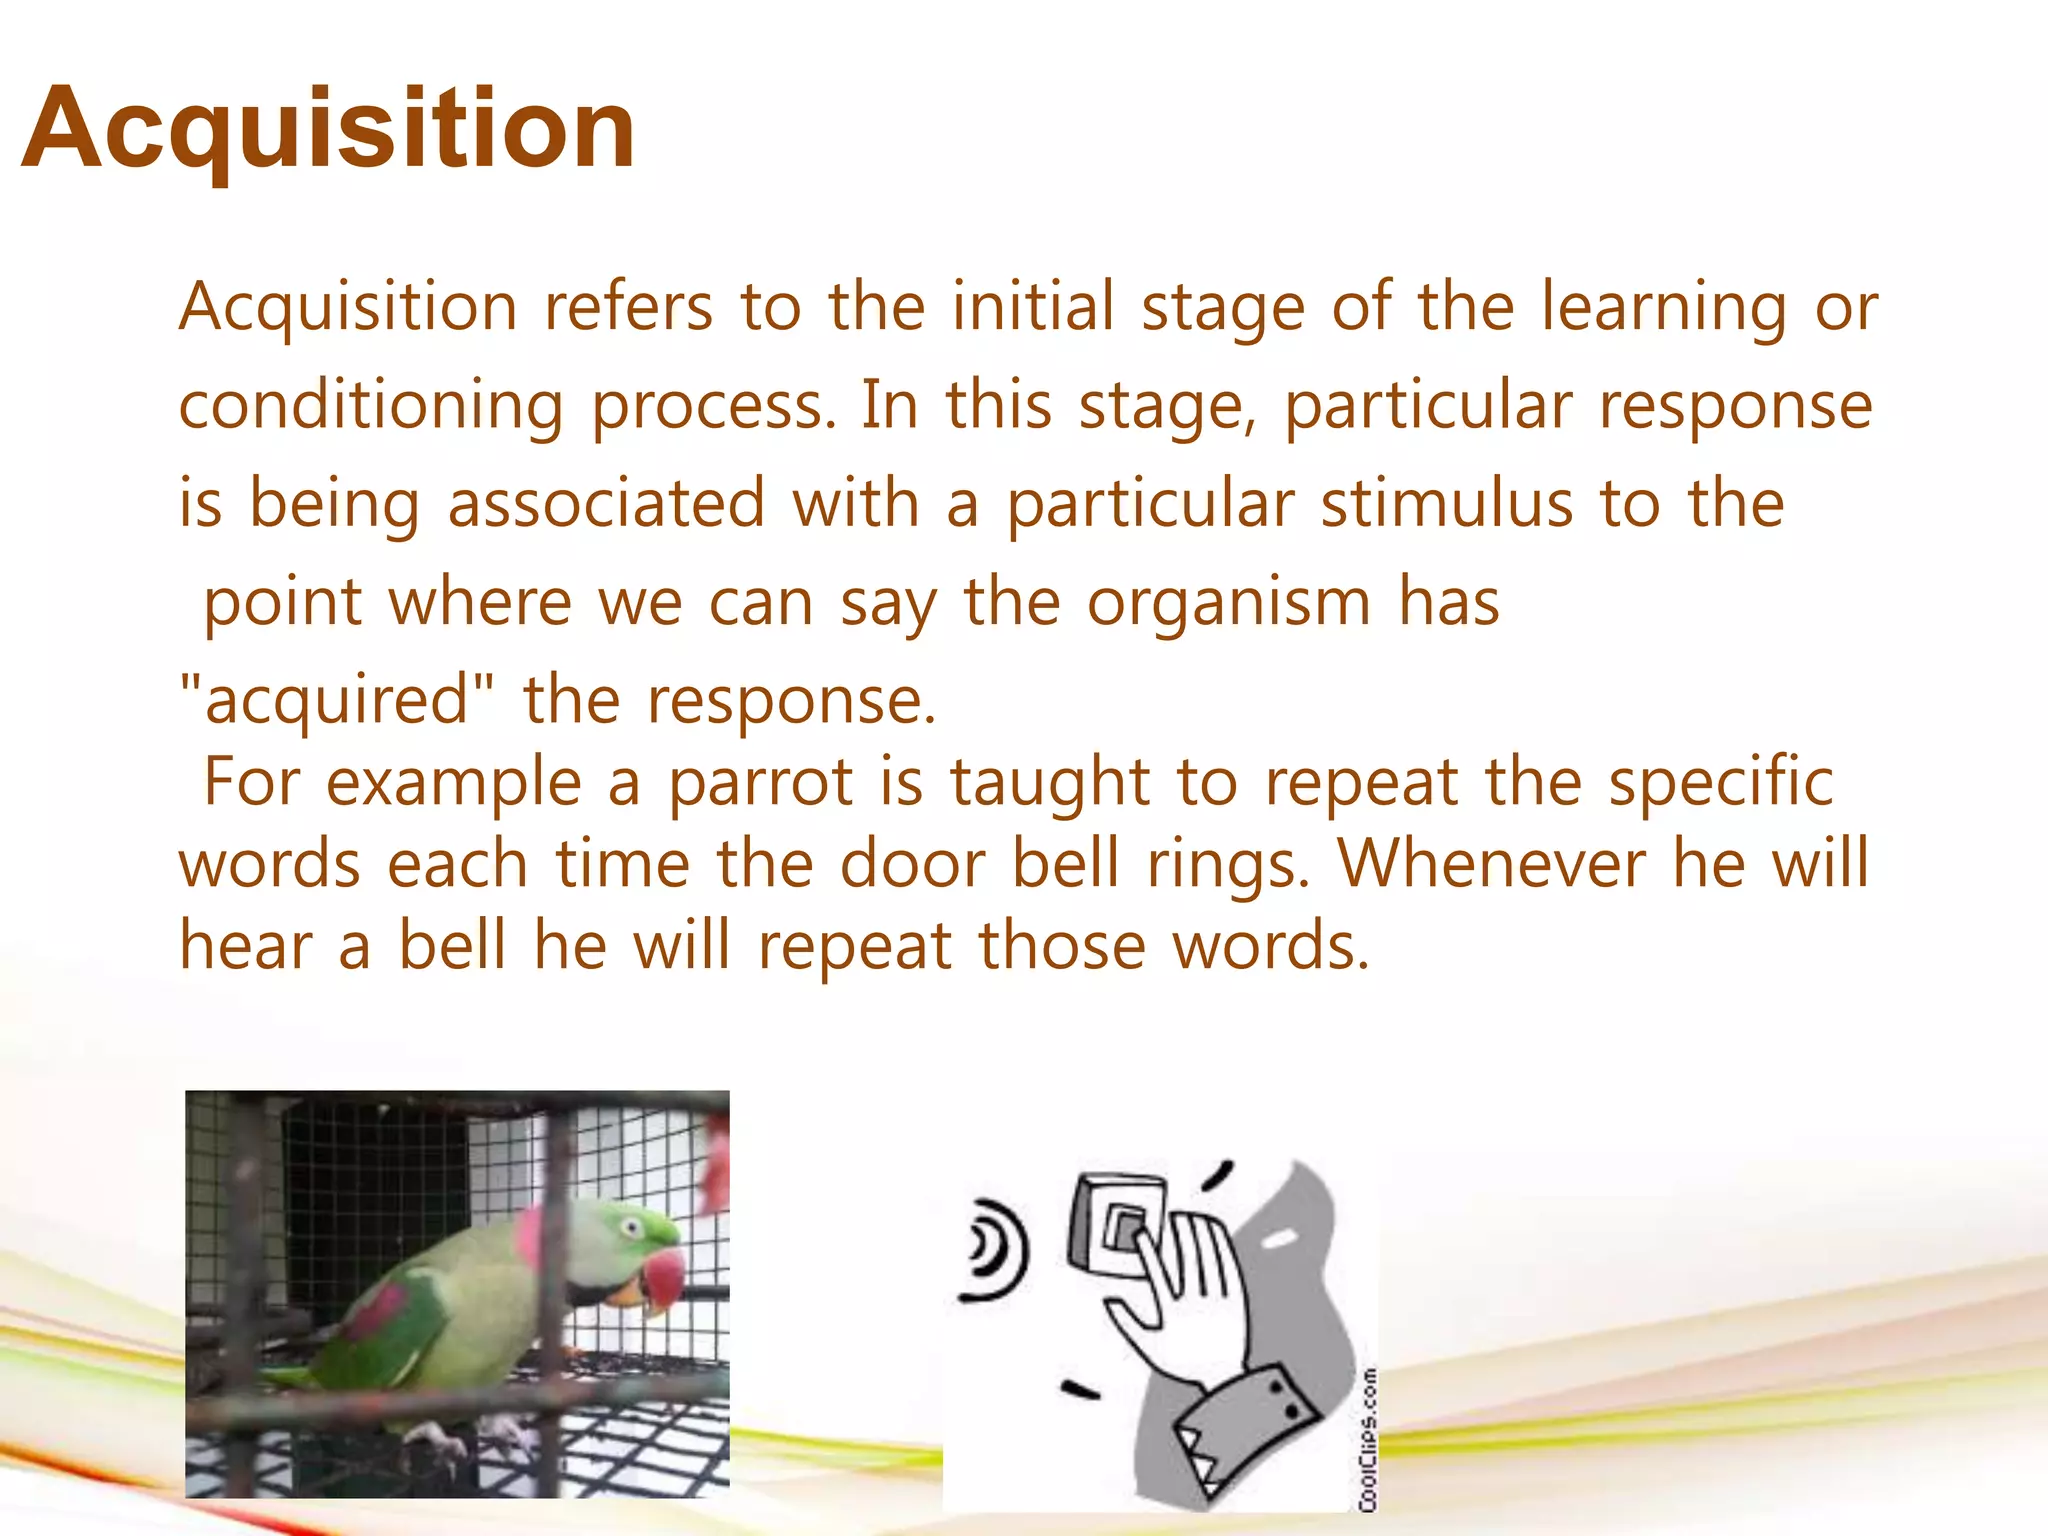 Acquisition
Acquisition refers to the initial stage of the learning or
conditioning process. In this stage, particular response
is being associated with a particular stimulus to the
point where we can say the organism has
"acquired" the response.
For example a parrot is taught to repeat the specific
words each time the door bell rings. Whenever he will
hear a bell he will repeat those words.
CoolClips.com